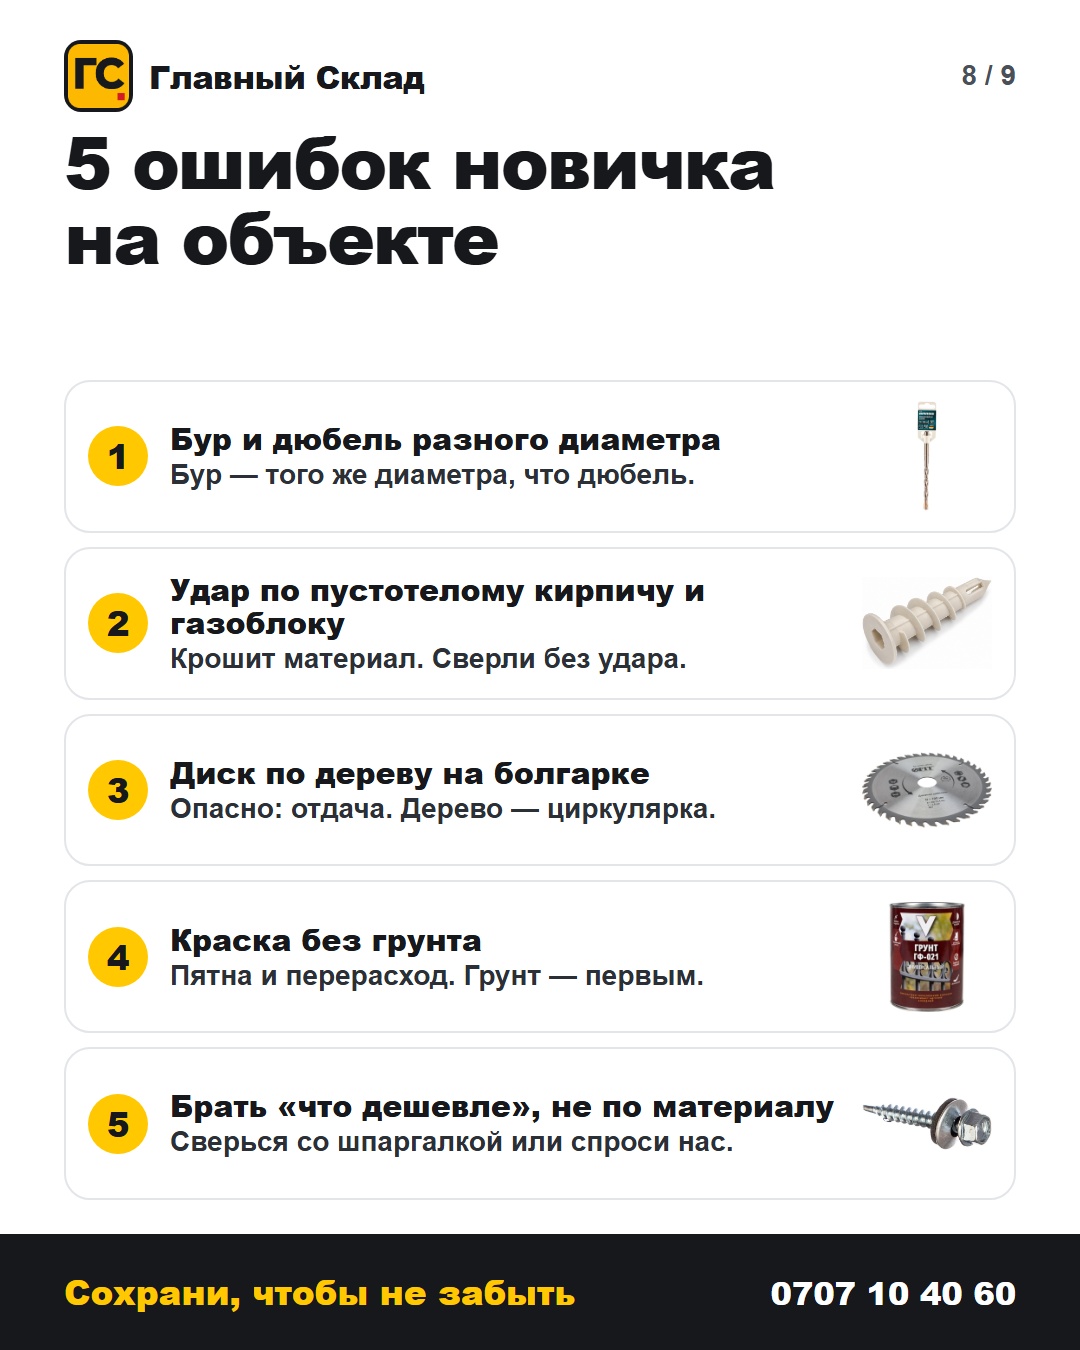 ГС
Главный Склад
8 / 9
5 ошибок новичка
на объекте
1
Бур и дюбель разного диаметра
Бур — того же диаметра, что дюбель.
2
Удар по пустотелому кирпичу и
газоблоку
Крошит материал. Сверли без удара.
3
Диск по дереву на болгарке
Опасно: отдача. Дерево — циркулярка.
4
Краска без грунта
Пятна и перерасход. Грунт — первым.
V
ГРУНТ
ГФ-021
5
Брать «что дешевле», не по материалу
Сверься со шпаргалкой или спроси нас.
Сохрани, чтобы не забыть
0707 10 40 60